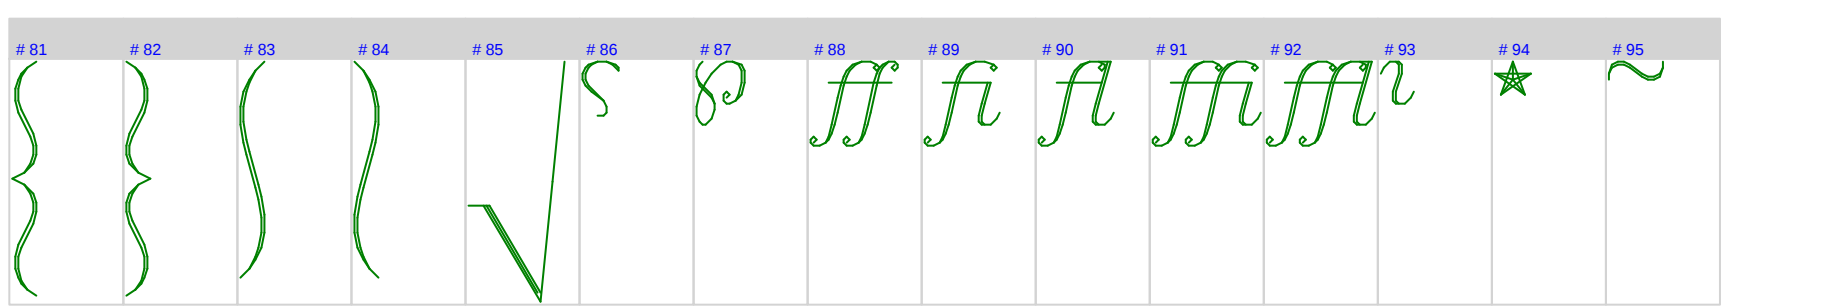 # 81 # 82 # 83 # 84 # 85 # 86 # 87 # 88 # 89 # 90 # 91 # 92 # 93 # 94 # 95
{ } ∫ ∫ √ ς ℘ ff fi fl ffi ffl ι ☆ ~